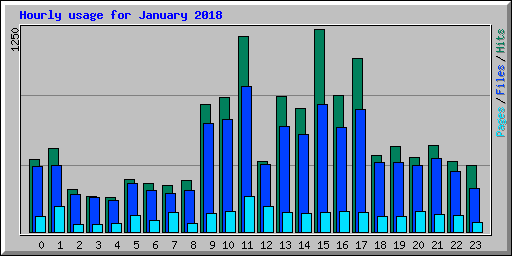 Hourly usage for January 2018
1250
Pages/Files/Hits
0 1 2 3 4 5 6 7 8 9 10 11 12 13 14 15 16 17 18 19 20 21 22 23